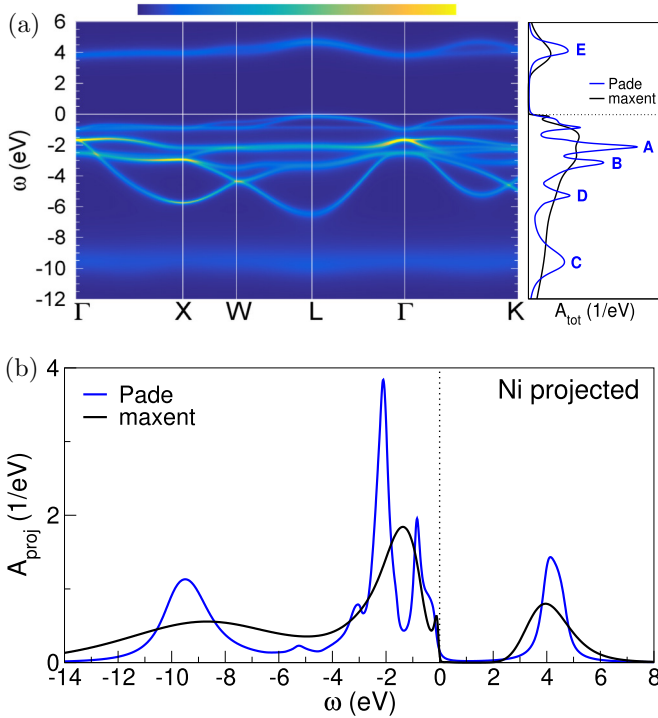 (a)
6
4
2
0
-2
-4
-6
-8
-10
-12
ω (eV)
Γ X W L Γ K
E
Pade
maxent
A
B
D
C
A_tot (1/eV)
(b)
4
2
0
A_proj (1/eV)
Pade
maxent
Ni projected
-14 -12 -10 -8 -6 -4 -2 0 2 4 6 8
ω (eV)